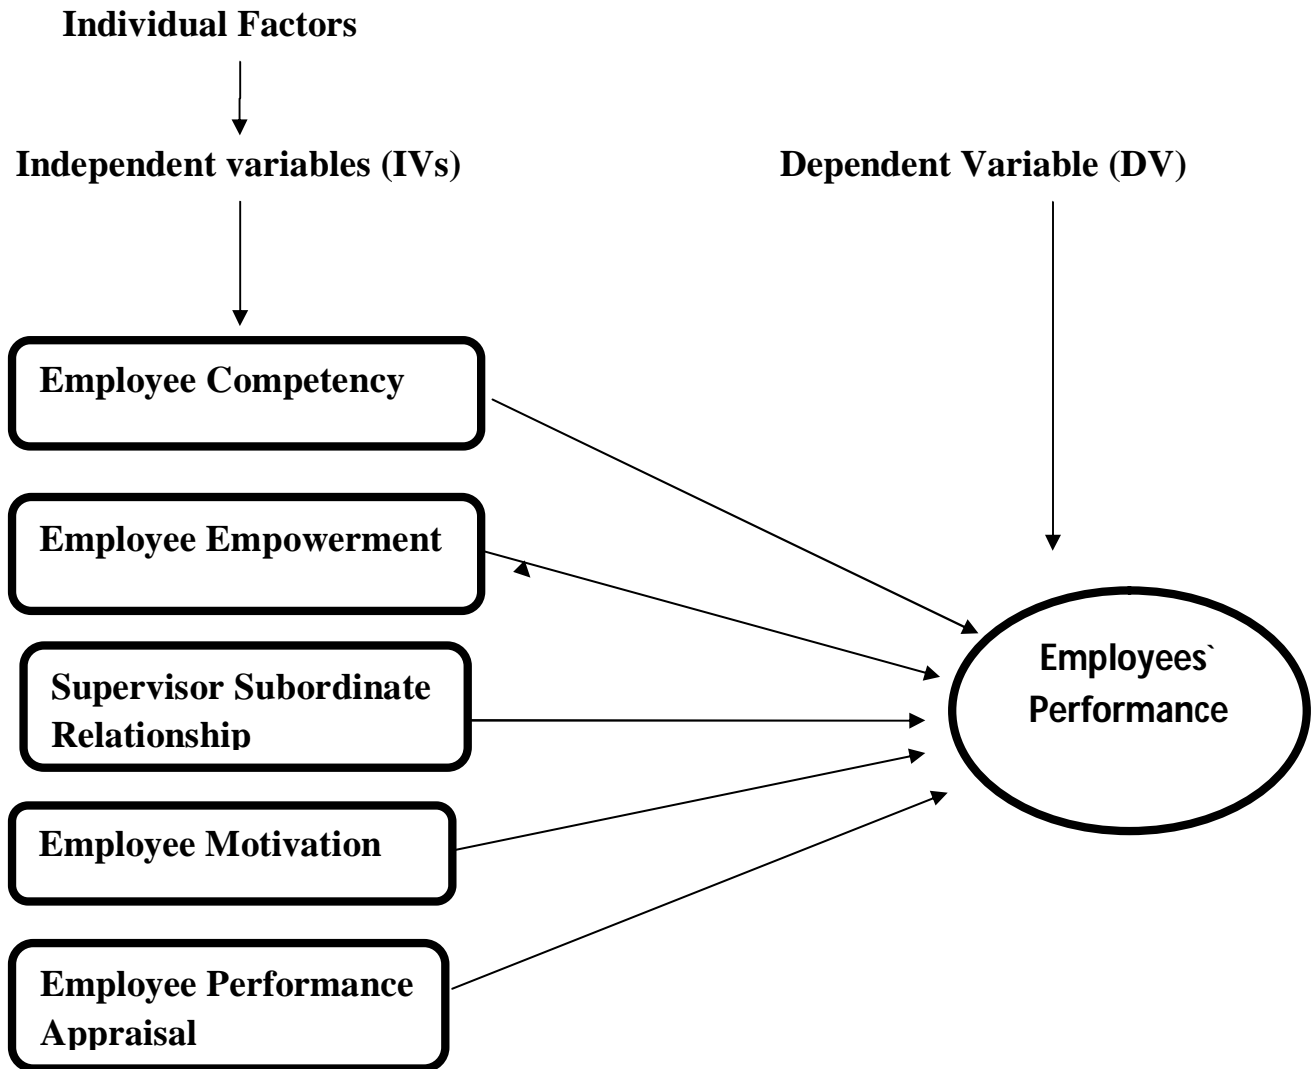 Individual Factors
Independent variables (IVs)
Dependent Variable (DV)
Employee Competency
Employee Empowerment
Supervisor Subordinate
Relationship
Employee Motivation
Employee Performance
Appraisal
Employees`
Performance